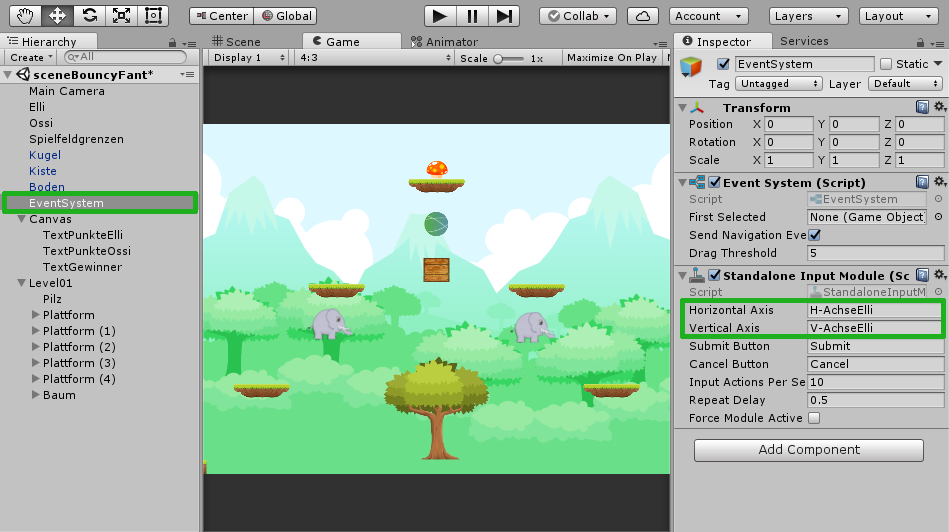 Center Global Collab Account Layers Layout
Hierarchy
Create All
sceneBouncyFant*
Main Camera
Elli
Ossi
Spielfeldgrenzen
Kugel
Kiste
Boden
EventSystem
Canvas
TextPunkteElli
TextPunkteOssi
TextGewinner
Level01
Pilz
Plattform
Plattform (1)
Plattform (2)
Plattform (3)
Plattform (4)
Baum
Scene Game Animator
Display 1 4:3 Scale 1x Maximize On Play
Inspector Services
EventSystem Static
Tag Untagged Layer Default
Transform
Position X 0 Y 0 Z 0
Rotation X 0 Y 0 Z 0
Scale X 1 Y 1 Z 1
Event System (Script)
Script EventSystem
First Selected None (Game Object)
Send Navigation Eve
Drag Threshold 5
Standalone Input Module (Sc
Script StandaloneInputM
Horizontal Axis H-AchseElli
Vertical Axis V-AchseElli
Submit Button Submit
Cancel Button Cancel
Input Actions Per Se 10
Repeat Delay 0.5
Force Module Active
Add Component